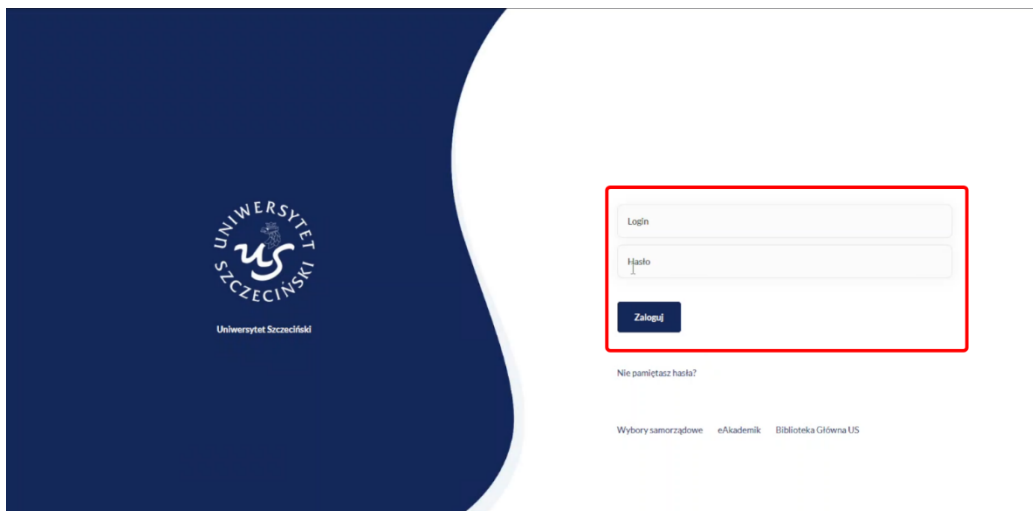 UNIWERSYTET SZCZECIŃSKI
us
Uniwersytet Szczeciński
Login
Hasło
Zaloguj
Nie pamiętasz hasła?
Wybory samorządowe eAkademik Biblioteka Główna US